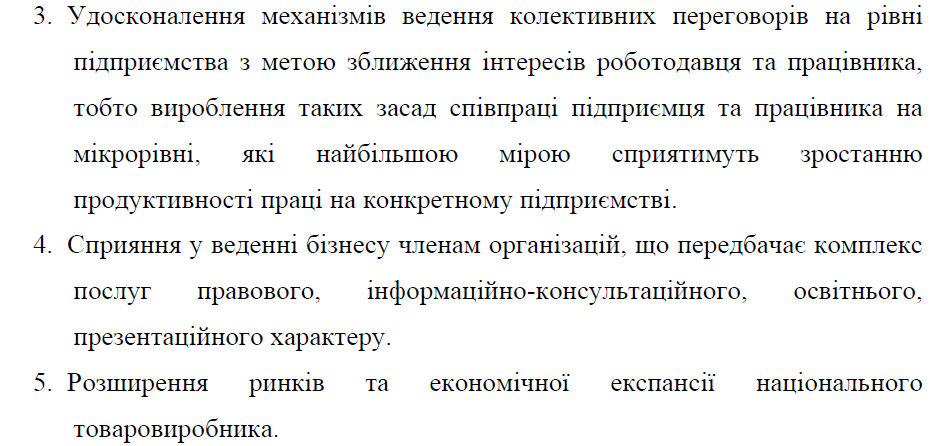 3. Удосконалення механізмів ведення колективних переговорів на рівні
підприємства з метою зближення інтересів роботодавця та працівника,
тобто вироблення таких засад співпраці підприємця та працівника на
мікрорівні, які найбільшою мірою сприятимуть зростанню
продуктивності праці на конкретному підприємстві.
4. Сприяння у веденні бізнесу членам організацій, що передбачає комплекс
послуг правового, інформаційно-консультаційного, освітнього,
презентаційного характеру.
5. Розширення ринків та економічної експансії національного
товаровиробника.